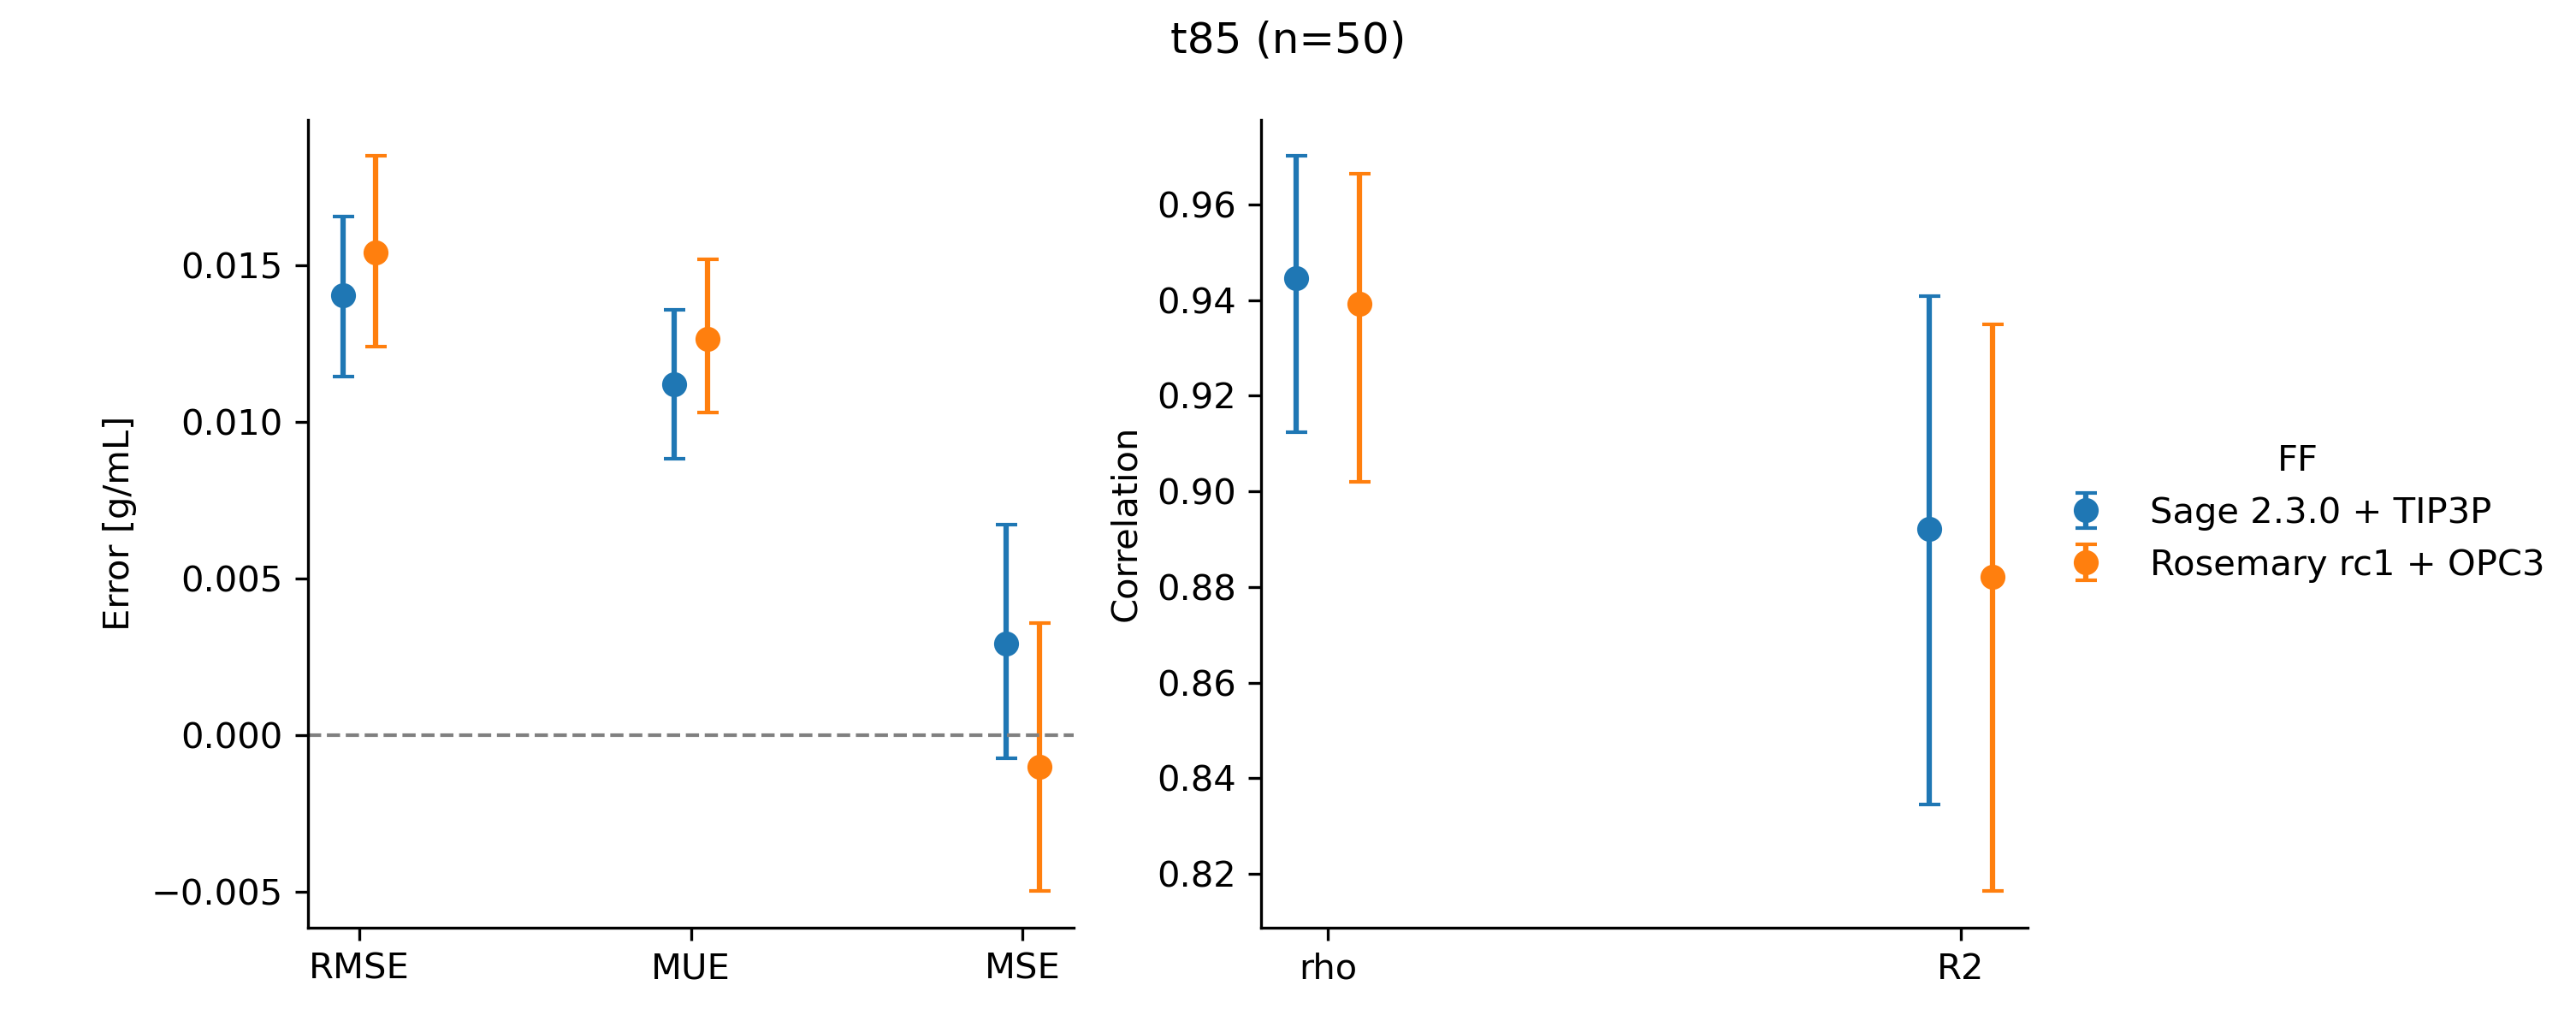 t85 (n=50)
Error [g/mL]
0.015
0.010
0.005
0.000
−0.005
RMSE
MUE
MSE
Correlation
0.96
0.94
0.92
0.90
0.88
0.86
0.84
0.82
rho
R2
FF
Sage 2.3.0 + TIP3P
Rosemary rc1 + OPC3